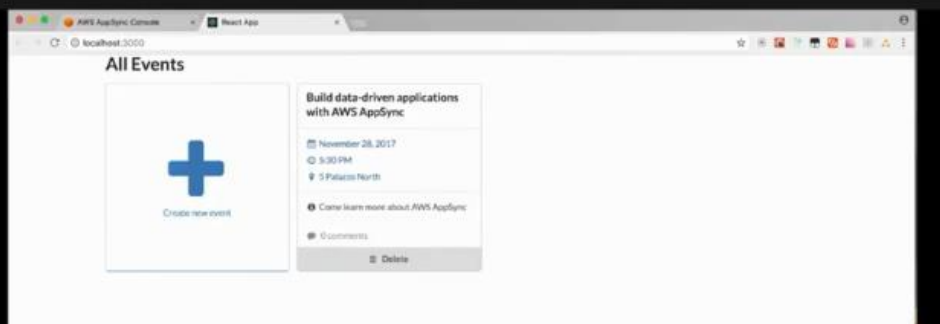 AWS AppSync Console
React App
localhost:3000
All Events
Create new event
Build data-driven applications
with AWS AppSync
November 28, 2017
5:30 PM
5 Palazzo North
Come learn more about AWS AppSync
0 comments
Delete